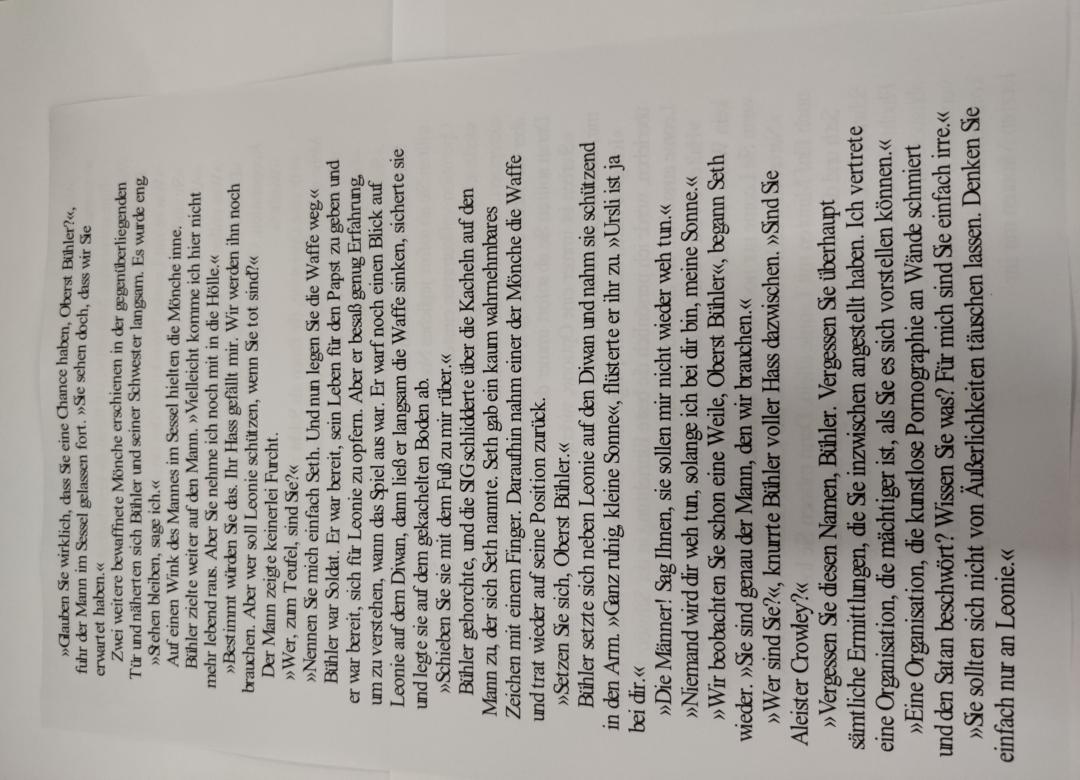 »Glauben Sie wirklich, dass Sie eine Chance haben, Oberst Bühler?«,
fuhr der Mann im Sessel gelassen fort. »Sie sehen doch, dass wir Sie
erwartet haben.«
Zwei weitere bewaffnete Mönche erschienen in der gegenüberliegenden
Tür und näherten sich Bühler und seiner Schwester langsam. Es wurde eng.
»Stehen bleiben, sage ich.«
Auf einen Wink des Mannes im Sessel hielten die Mönche inne.
Bühler zielte weiter auf den Mann. »Vielleicht komme ich hier nicht
mehr lebend raus. Aber Sie nehme ich noch mit in die Hölle.«
»Bestimmt würden Sie das. Ihr Hass gefällt mir. Wir werden ihn noch
brauchen. Aber wer soll Leonie schützen, wenn Sie tot sind?«
Der Mann zeigte keinerlei Furcht.
»Wer, zum Teufel, sind Sie?«
»Nennen Sie mich einfach Seth. Und nun legen Sie die Waffe weg.«
Bühler war Soldat. Er war bereit, sein Leben für den Papst zu geben und
er war bereit, sich für Leonie zu opfern. Aber er besaß genug Erfahrung,
um zu verstehen, wann das Spiel aus war. Er warf noch einen Blick auf
Leonie auf dem Diwan, dann ließ er langsam die Waffe sinken, sicherte sie
und legte sie auf dem gekachelten Boden ab.
»Schieben Sie sie mit dem Fuß zu mir rüber.«
Bühler gehorchte, und die SIG schlidderte über die Kacheln auf den
Mann zu, der sich Seth nannte. Seth gab ein kaum wahrnehmbares
Zeichen mit einem Finger. Daraufhin nahm einer der Mönche die Waffe
und trat wieder auf seine Position zurück.
»Setzen Sie sich, Oberst Bühler.«
Bühler setzte sich neben Leonie auf den Diwan und nahm sie schützend
in den Arm. »Ganz ruhig, kleine Sonne«, flüsterte er ihr zu. »Ursli ist ja
bei dir.«
»Die Männer! Sag Ihnen, sie sollen mir nicht wieder weh tun.«
»Niemand wird dir weh tun, solange ich bei dir bin, meine Sonne.«
»Wir beobachten Sie schon eine Weile, Oberst Bühler«, begann Seth
wieder. »Sie sind genau der Mann, den wir brauchen.«
»Wer sind Sie?«, knurrte Bühler voller Hass dazwischen. »Sind Sie
Aleister Crowley?«
»Vergessen Sie diesen Namen, Bühler. Vergessen Sie überhaupt
sämtliche Ermittlungen, die Sie inzwischen angestellt haben. Ich vertrete
eine Organisation, die mächtiger ist, als Sie es sich vorstellen können.«
»Eine Organisation, die kunstlose Pornographie an Wände schmiert
und den Satan beschwört? Wissen Sie was? Für mich sind Sie einfach irre.«
»Sie sollten sich nicht von Äußerlichkeiten täuschen lassen. Denken Sie
einfach nur an Leonie.«